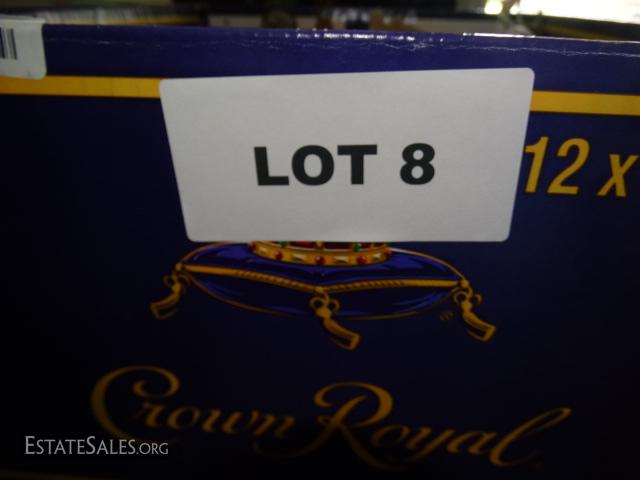 LOT 8
12 x
®
Crown Royal
ESTATESALES.ORG